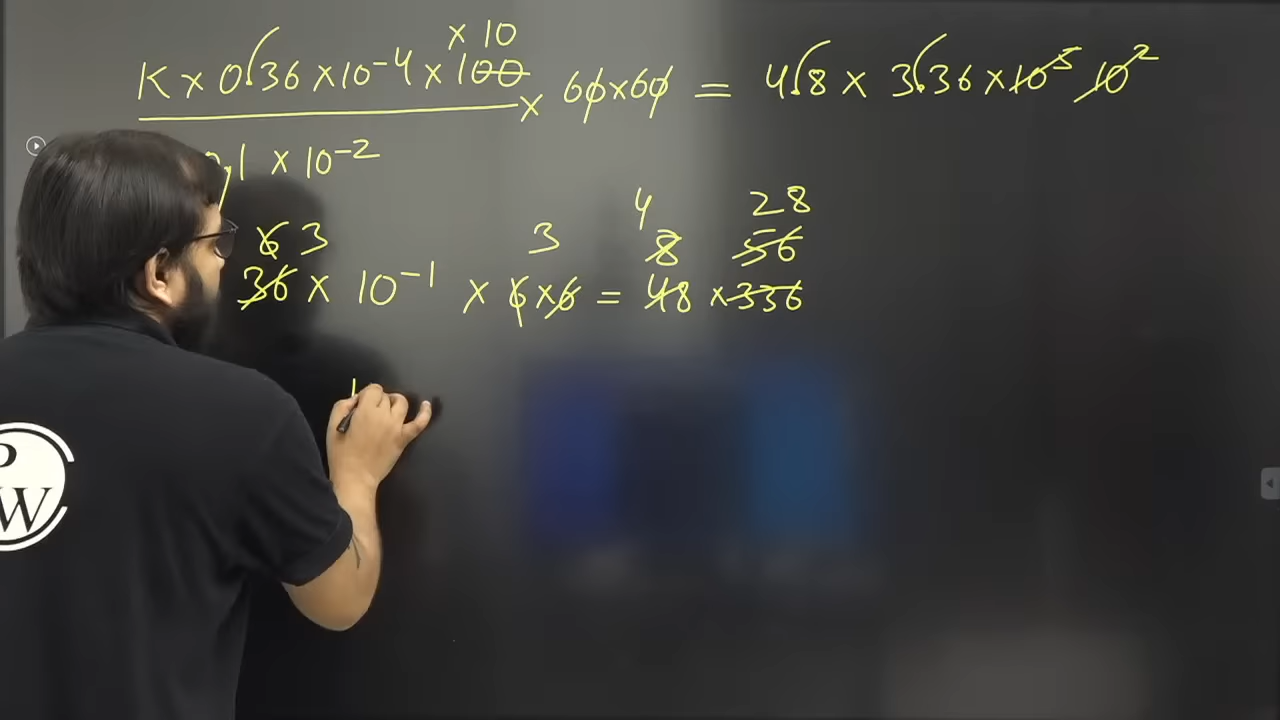 × 10
K × 0.36 × 10⁻⁴ × 100 × 60 × 60 = 4.8 × 3.36 × 10⁵ 10²
0.1 × 10⁻²
4 28
6 3 3 8 56
36 × 10⁻¹ × 6 × 6 = 48 × 336
P
W